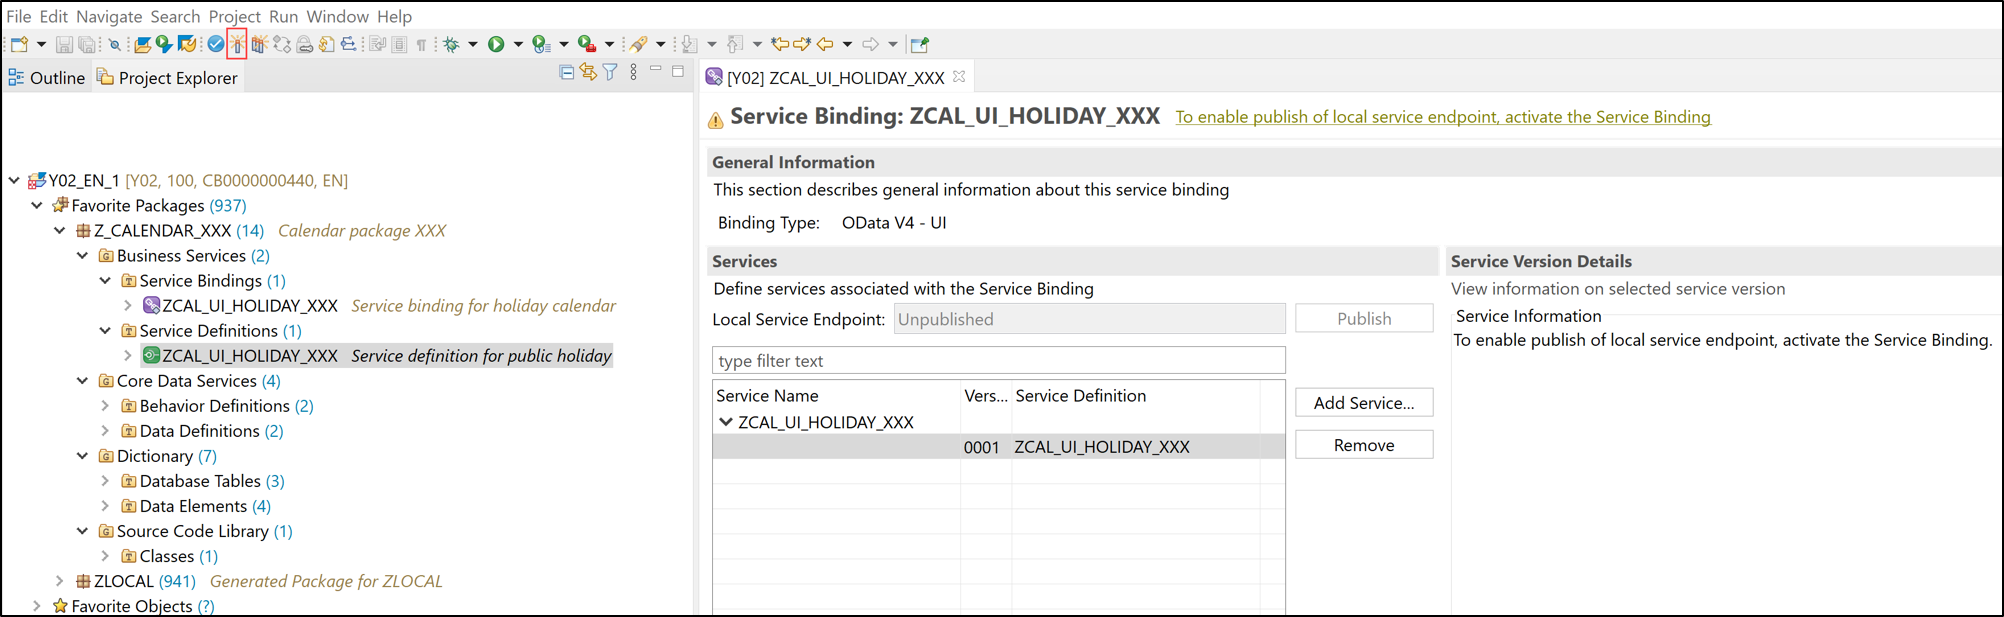 File Edit Navigate Search Project Run Window Help
Outline Project Explorer
Y02_EN_1 [Y02, 100, CB0000000440, EN]
Favorite Packages (937)
Z_CALENDAR_XXX (14) Calendar package XXX
Business Services (2)
Service Bindings (1)
ZCAL_UI_HOLIDAY_XXX Service binding for holiday calendar
Service Definitions (1)
ZCAL_UI_HOLIDAY_XXX Service definition for public holiday
Core Data Services (4)
Behavior Definitions (2)
Data Definitions (2)
Dictionary (7)
Database Tables (3)
Data Elements (4)
Source Code Library (1)
Classes (1)
ZLOCAL (941) Generated Package for ZLOCAL
Favorite Objects (?)
[Y02] ZCAL_UI_HOLIDAY_XXX
Service Binding: ZCAL_UI_HOLIDAY_XXX To enable publish of local service endpoint, activate the Service Binding
General Information
This section describes general information about this service binding
Binding Type: OData V4 - UI
Services
Define services associated with the Service Binding
Local Service Endpoint: Unpublished Publish
type filter text
Service Name Vers... Service Definition
ZCAL_UI_HOLIDAY_XXX
0001 ZCAL_UI_HOLIDAY_XXX
Add Service...
Remove
Service Version Details
View information on selected service version
Service Information
To enable publish of local service endpoint, activate the Service Binding.